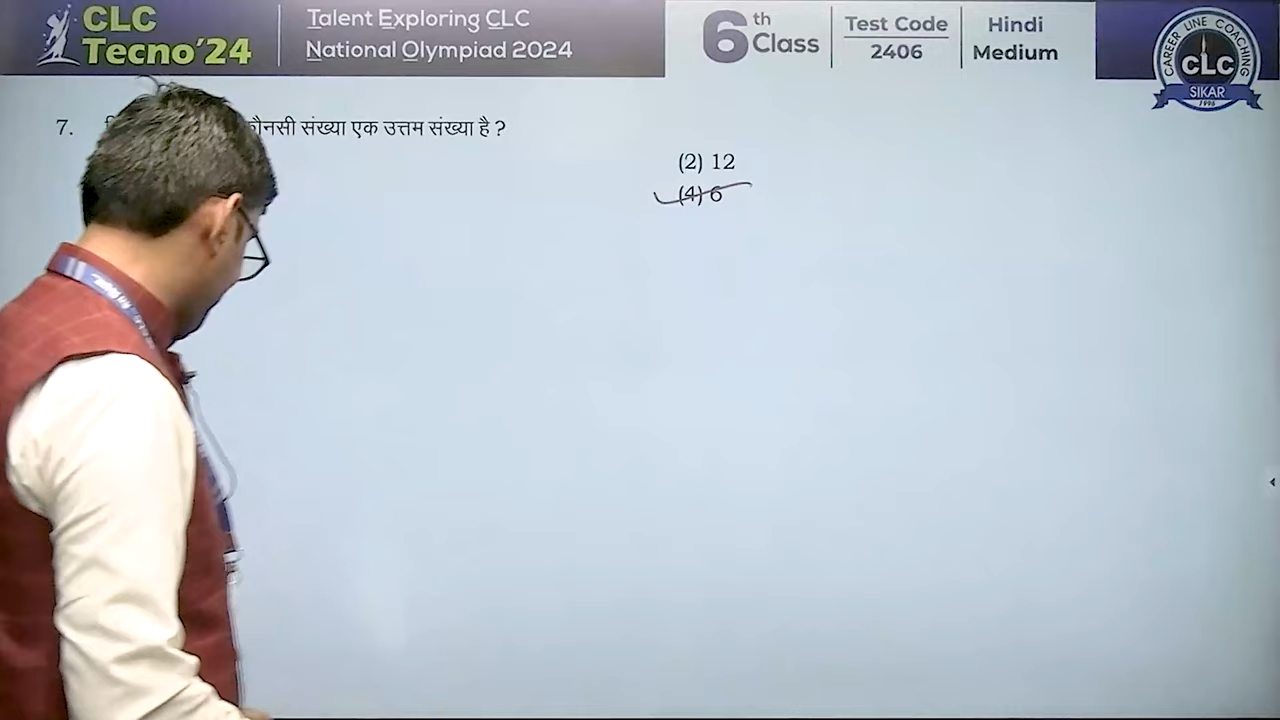 CLC
Tecno'24
Talent Exploring CLC
National Olympiad 2024
6th Class
Test Code
2406
Hindi
Medium
CAREER LINE COACHING
CLC
SIKAR
1996
7. कौनसी संख्या एक उत्तम संख्या है ?
(2) 12
(4) 6